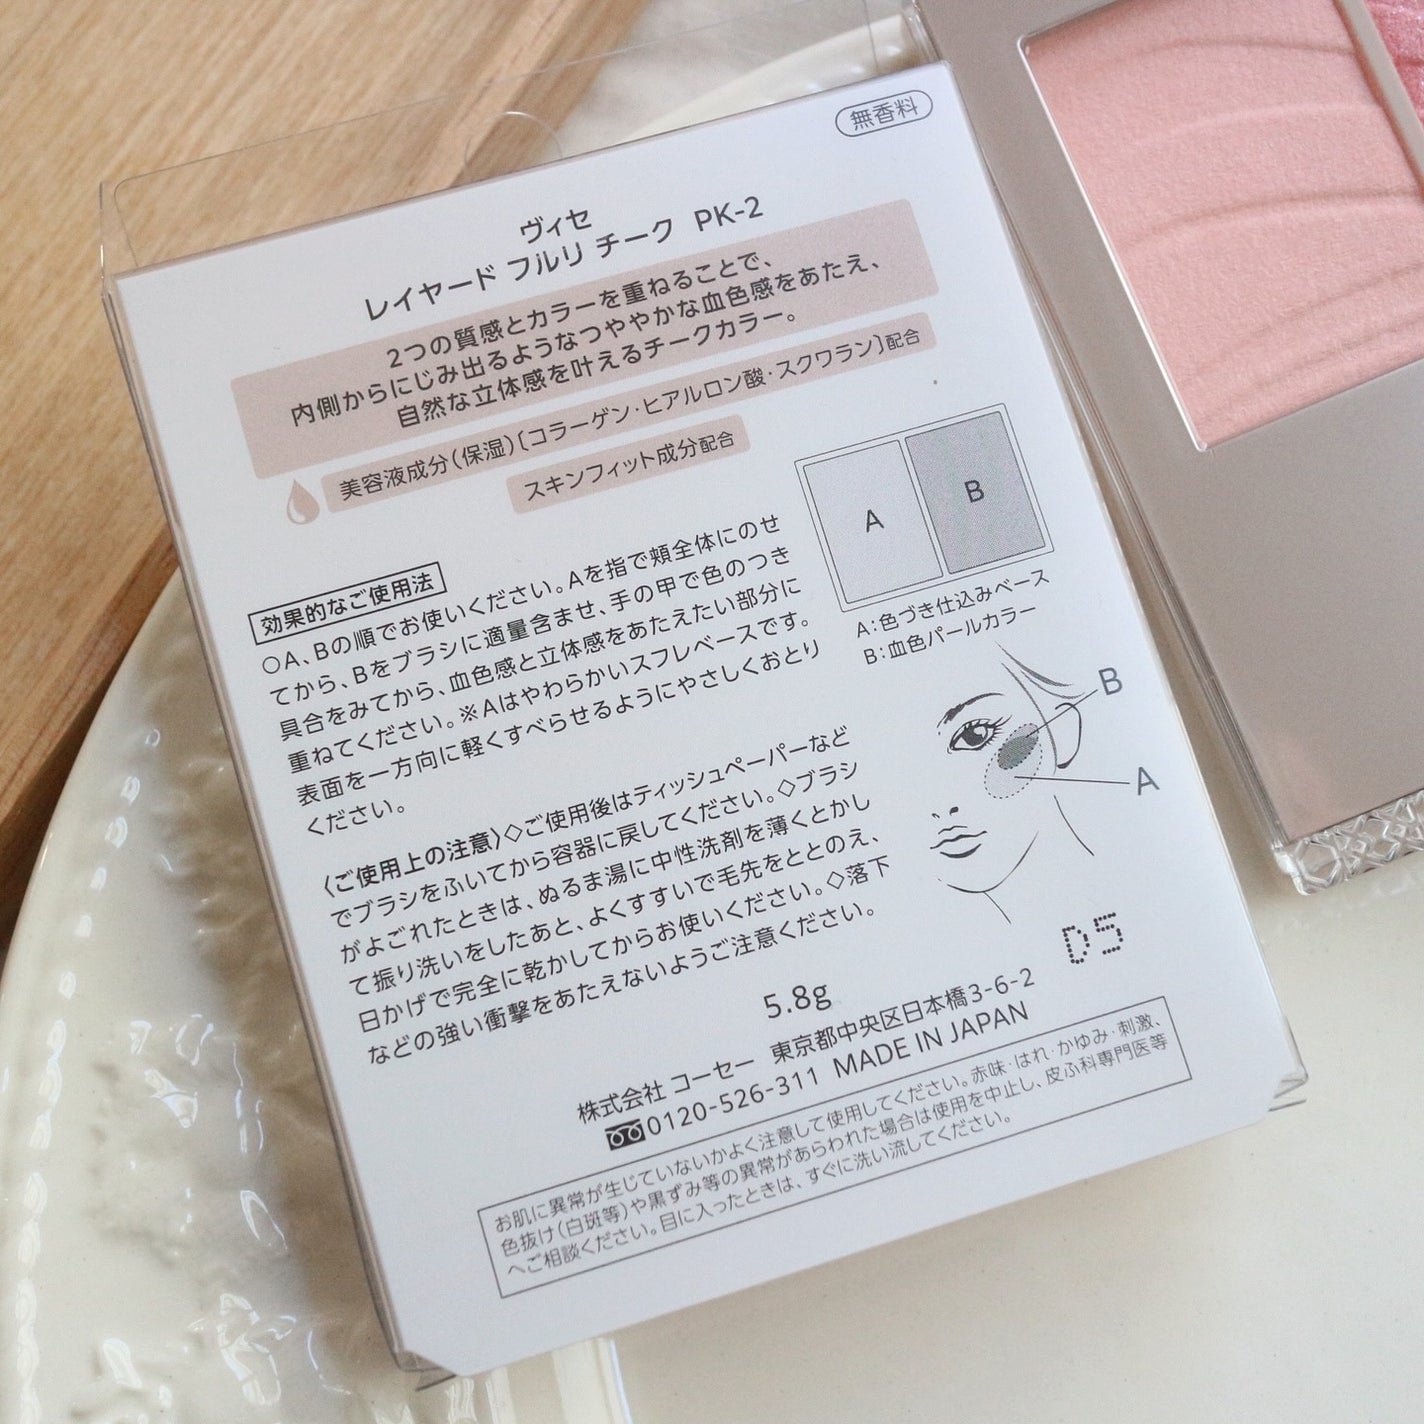 無香料
ヴィセ
レイヤード フルリ チーク PK-2
2つの質感とカラーを重ねることで、
内側からにじみ出るようなつややかな血色感をあたえ、
自然な立体感を叶えるチークカラー。
美容液成分(保湿)〔コラーゲン・ヒアルロン酸・スクワラン〕配合
スキンフィット成分配合
効果的なご使用法
○A、Bの順でお使いください。Aを指で頬全体にのせ
てから、Bをブラシに適量含ませ、手の甲で色のつき
具合をみてから、血色感と立体感をあたえたい部分に
重ねてください。※Aはやわらかいスフレベースです。
表面を一方向に軽くすべらせるようにやさしくおとり
ください。
A
B
A:色づき仕込みベース
B:血色パールカラー
B
A
〈ご使用上の注意〉◇ご使用後はティッシュペーパーなど
でブラシをふいてから容器に戻してください。◇ブラシ
がよごれたときは、ぬるま湯に中性洗剤を薄くとかし
て振り洗いをしたあと、よくすすいで毛先をととのえ、
日かげで完全に乾かしてからお使いください。◇落下
などの強い衝撃をあたえないようご注意ください。
D5
5.8g
株式会社 コーセー 東京都中央区日本橋3-6-2
0120-526-311 MADE IN JAPAN
お肌に異常が生じていないかよく注意して使用してください。赤味・はれ・かゆみ・刺激、
色抜け(白斑等)や黒ずみ等の異常があらわれた場合は使用を中止し、皮ふ科専門医等
へご相談ください。目に入ったときは、すぐに洗い流してください。